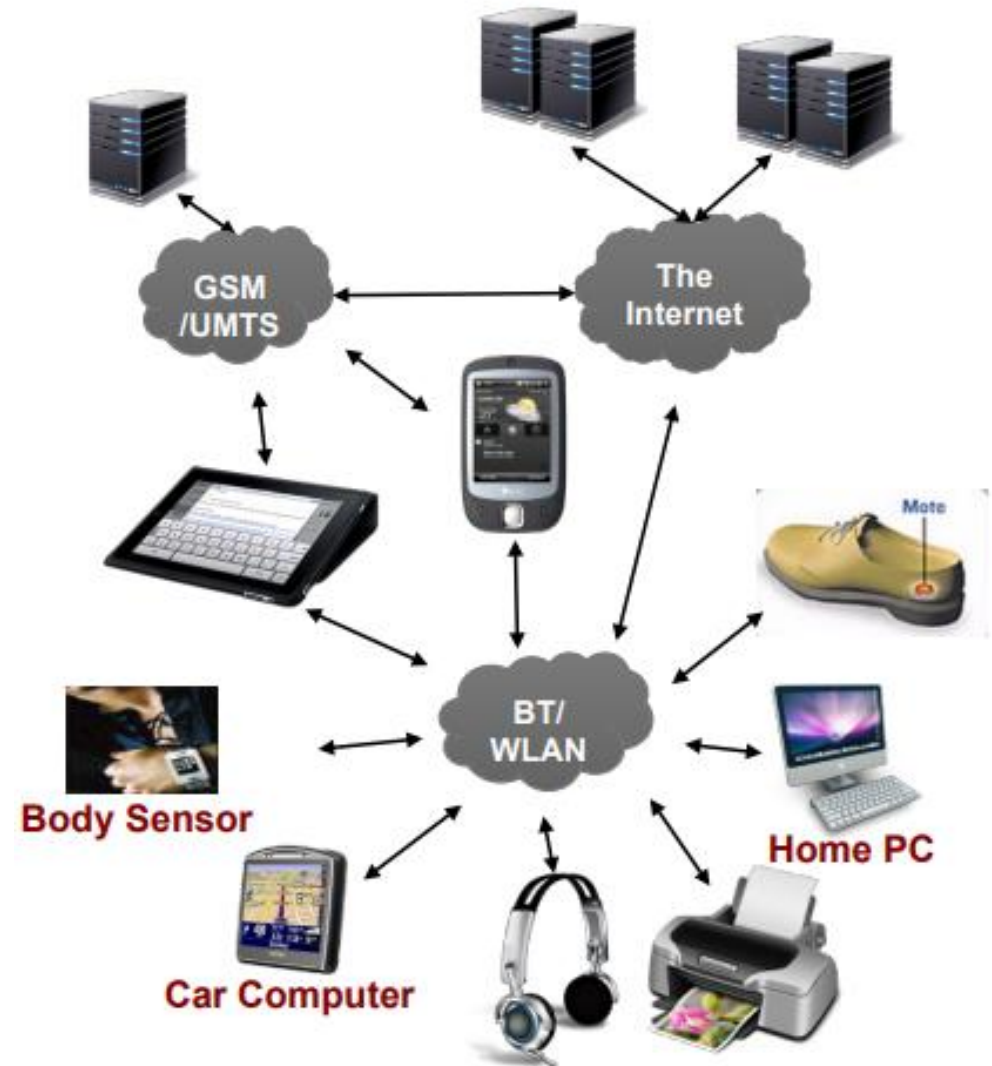 GSM
/UMTS
The
Internet
Mote
BT/
WLAN
Body Sensor
Home PC
Car Computer